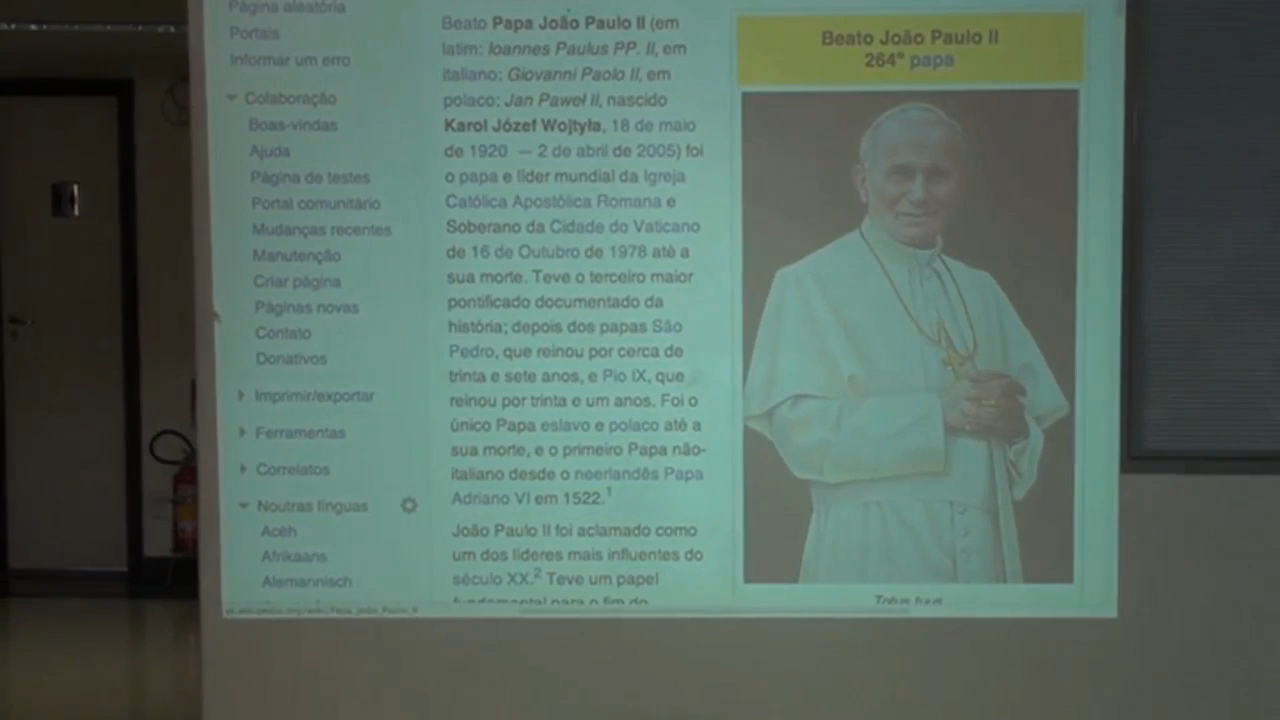 Página aleatória
Portais
Informar um erro
Colaboração
Boas-vindas
Ajuda
Página de testes
Portal comunitário
Mudanças recentes
Manutenção
Criar página
Páginas novas
Contato
Donativos
Imprimir/exportar
Ferramentas
Correlatos
Noutras línguas
Acèh
Afrikaans
Alemannisch
Beato Papa João Paulo II (em
latim: Ioannes Paulus PP. II, em
italiano: Giovanni Paolo II, em
polaco: Jan Paweł II, nascido
Karol Józef Wojtyła, 18 de maio
de 1920 — 2 de abril de 2005) foi
o papa e líder mundial da Igreja
Católica Apostólica Romana e
Soberano da Cidade do Vaticano
de 16 de Outubro de 1978 até a
sua morte. Teve o terceiro maior
pontificado documentado da
história; depois dos papas São
Pedro, que reinou por cerca de
trinta e sete anos, e Pio IX, que
reinou por trinta e um anos. Foi o
único Papa eslavo e polaco até a
sua morte, e o primeiro Papa não-
italiano desde o neerlandês Papa
Adriano VI em 1522.1
João Paulo II foi aclamado como
um dos líderes mais influentes do
século XX.2 Teve um papel
fundamental para o fim do
Beato João Paulo II
264º papa
Totus tuus